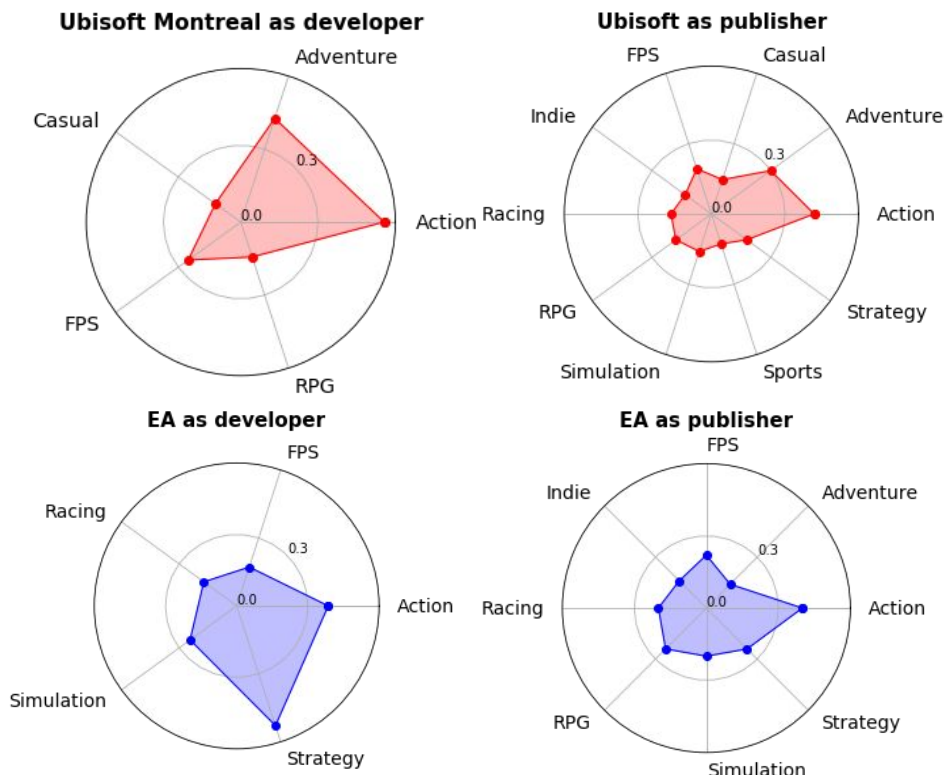 Ubisoft Montreal as developer
Adventure
Casual
0.3
0.0
Action
FPS
RPG
Ubisoft as publisher
FPS
Casual
Indie
Adventure
0.3
0.0
Racing
Action
RPG
Strategy
Simulation
Sports
EA as developer
FPS
Racing
0.3
0.0
Action
Simulation
Strategy
EA as publisher
FPS
Indie
Adventure
0.3
0.0
Racing
Action
RPG
Strategy
Simulation